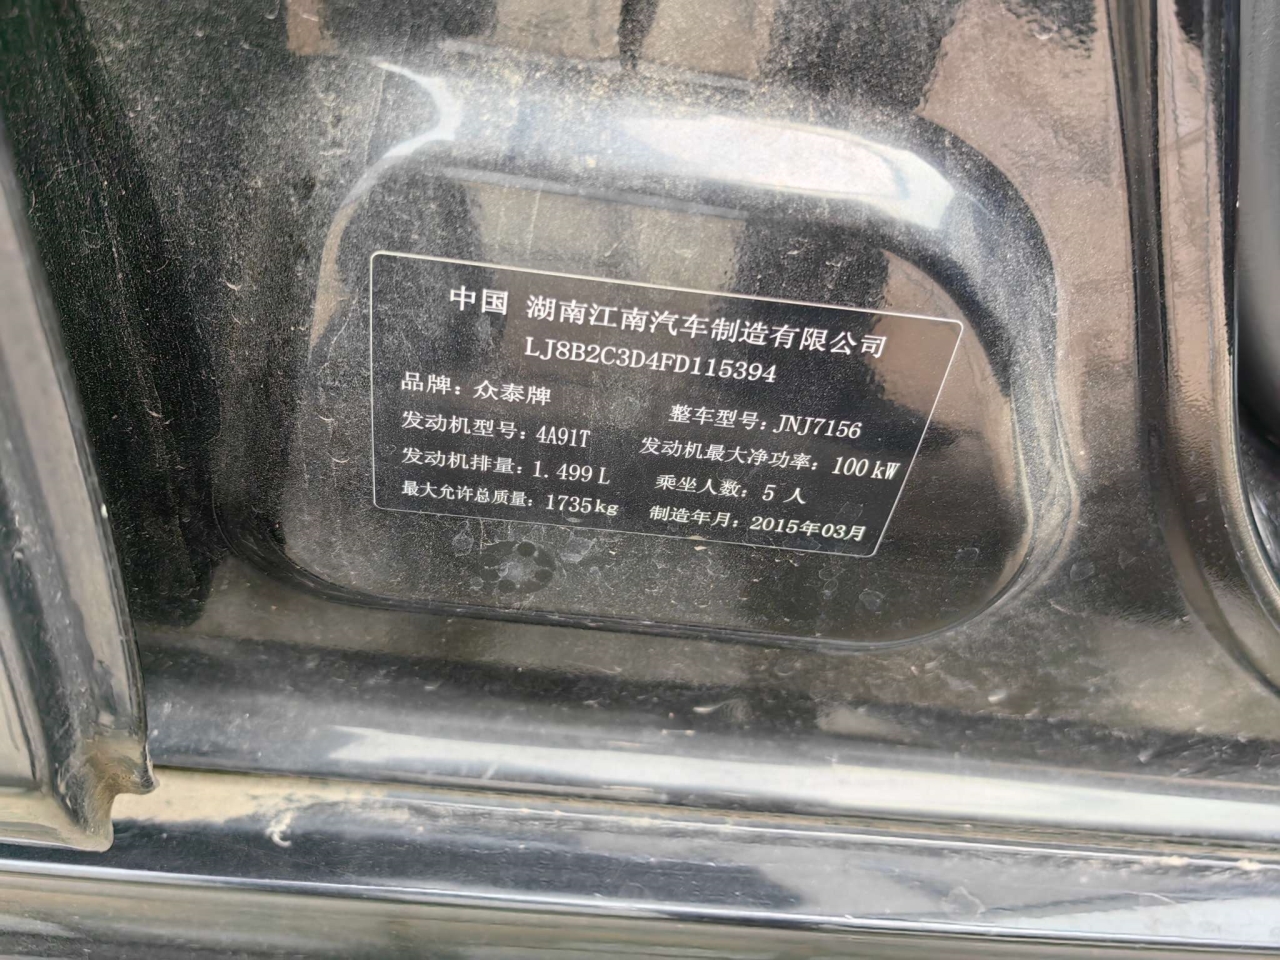 中国 湖南江南汽车制造有限公司
LJ8B2C3D4FD115394
品牌：众泰牌 整车型号：JNJ7156
发动机型号：4A91T 发动机最大净功率：100kW
发动机排量：1.499L 乘坐人数：5人
最大允许总质量：1735kg 制造年月：2015年03月